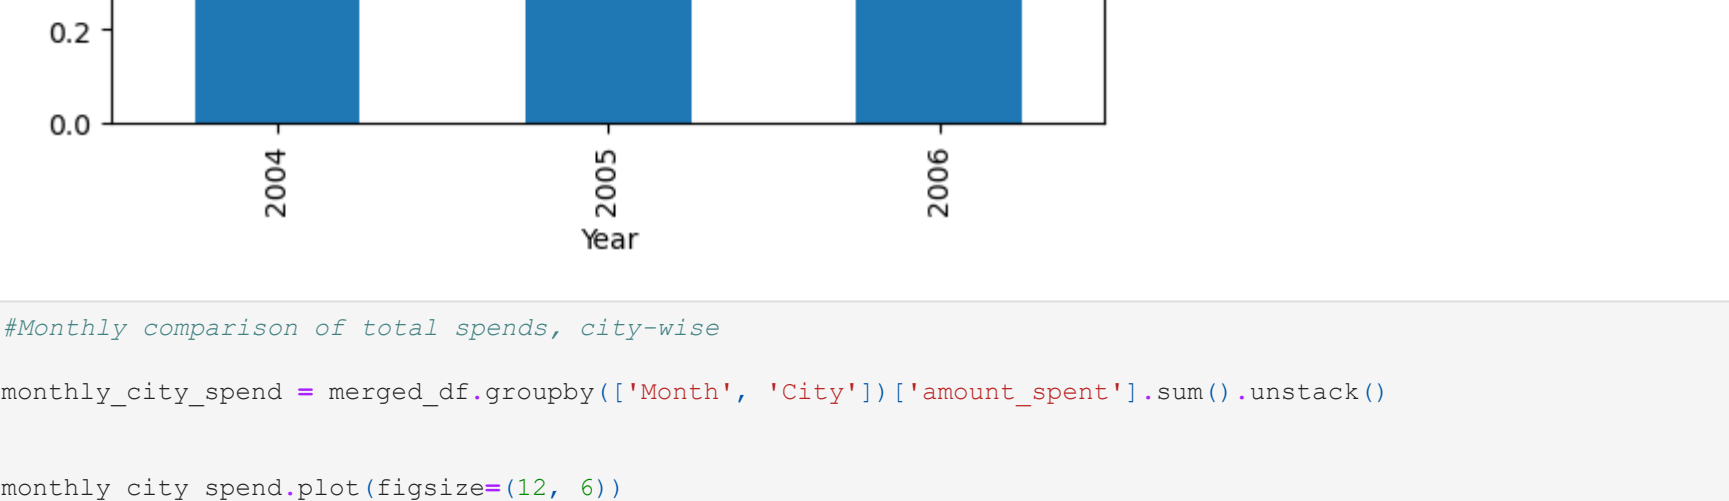 0.2
0.0
2004
2005
2006
Year
#Monthly comparison of total spends, city-wise
monthly_city_spend = merged_df.groupby(['Month', 'City'])['amount_spent'].sum().unstack()
monthly_city_spend.plot(figsize=(12, 6))